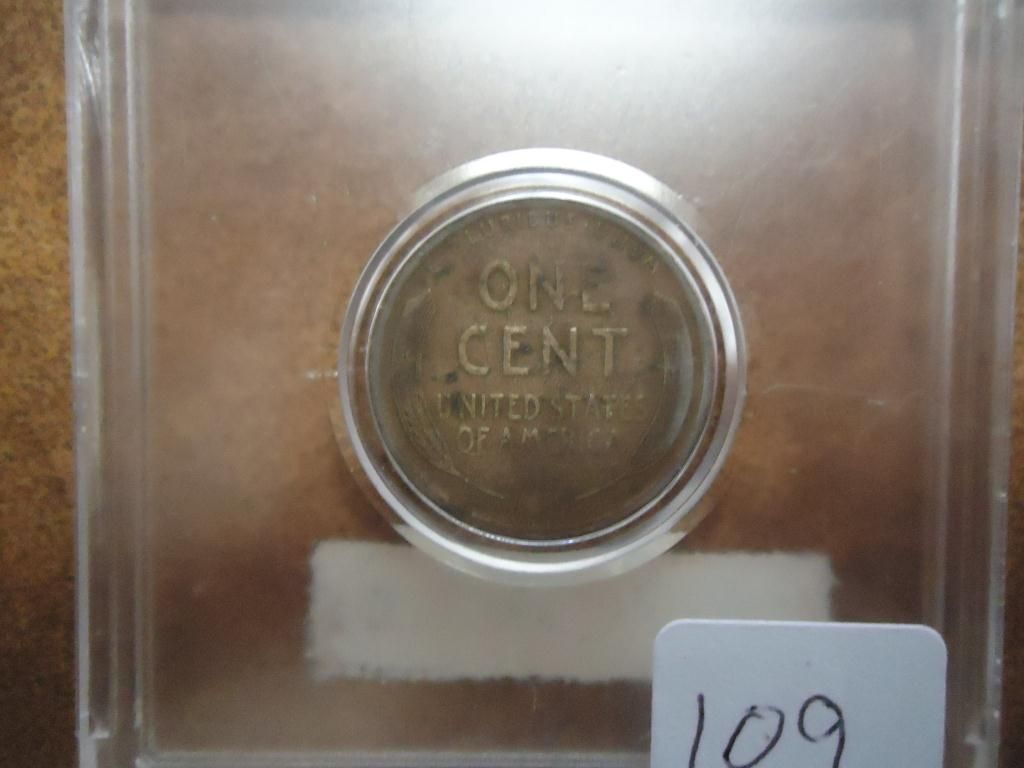 ONE
CENT
UNITED STATES
OF AMERICA
109